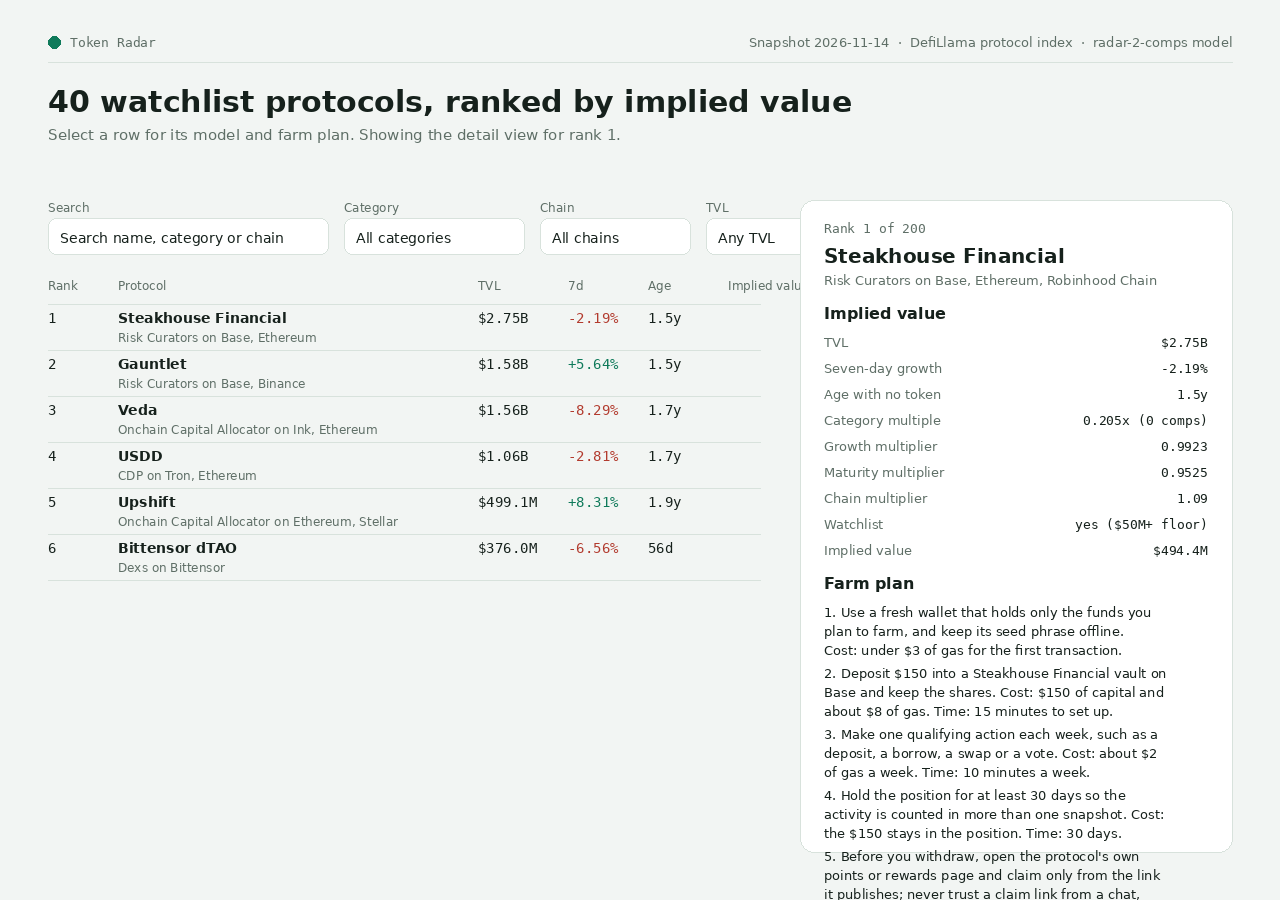 Token Radar
Snapshot 2026-11-14 · DefiLlama protocol index · radar-2-comps model
40 watchlist protocols, ranked by implied value
Select a row for its model and farm plan. Showing the detail view for rank 1.
Search Category Chain TVL
Search name, category or chain All categories All chains Any TVL
Rank Protocol TVL 7d Age Implied valu
1 Steakhouse Financial $2.75B -2.19% 1.5y
Risk Curators on Base, Ethereum
2 Gauntlet $1.58B +5.64% 1.5y
Risk Curators on Base, Binance
3 Veda $1.56B -8.29% 1.7y
Onchain Capital Allocator on Ink, Ethereum
4 USDD $1.06B -2.81% 1.7y
CDP on Tron, Ethereum
5 Upshift $499.1M +8.31% 1.9y
Onchain Capital Allocator on Ethereum, Stellar
6 Bittensor dTAO $376.0M -6.56% 56d
Dexs on Bittensor
Rank 1 of 200
Steakhouse Financial
Risk Curators on Base, Ethereum, Robinhood Chain
Implied value
TVL $2.75B
Seven-day growth -2.19%
Age with no token 1.5y
Category multiple 0.205x (0 comps)
Growth multiplier 0.9923
Maturity multiplier 0.9525
Chain multiplier 1.09
Watchlist yes ($50M+ floor)
Implied value $494.4M
Farm plan
1. Use a fresh wallet that holds only the funds you
plan to farm, and keep its seed phrase offline.
Cost: under $3 of gas for the first transaction.
2. Deposit $150 into a Steakhouse Financial vault on
Base and keep the shares. Cost: $150 of capital and
about $8 of gas. Time: 15 minutes to set up.
3. Make one qualifying action each week, such as a
deposit, a borrow, a swap or a vote. Cost: about $2
of gas a week. Time: 10 minutes a week.
4. Hold the position for at least 30 days so the
activity is counted in more than one snapshot. Cost:
the $150 stays in the position. Time: 30 days.
5. Before you withdraw, open the protocol's own
points or rewards page and claim only from the link
it publishes; never trust a claim link from a chat,